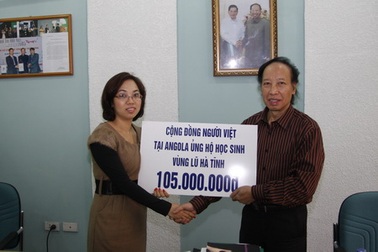 CỘNG ĐỒNG NGƯỜI VIỆT
TẠI ANGOLA ỦNG HỘ HỌC SINH
VÙNG LŨ HÀ TĨNH
105.000.0000